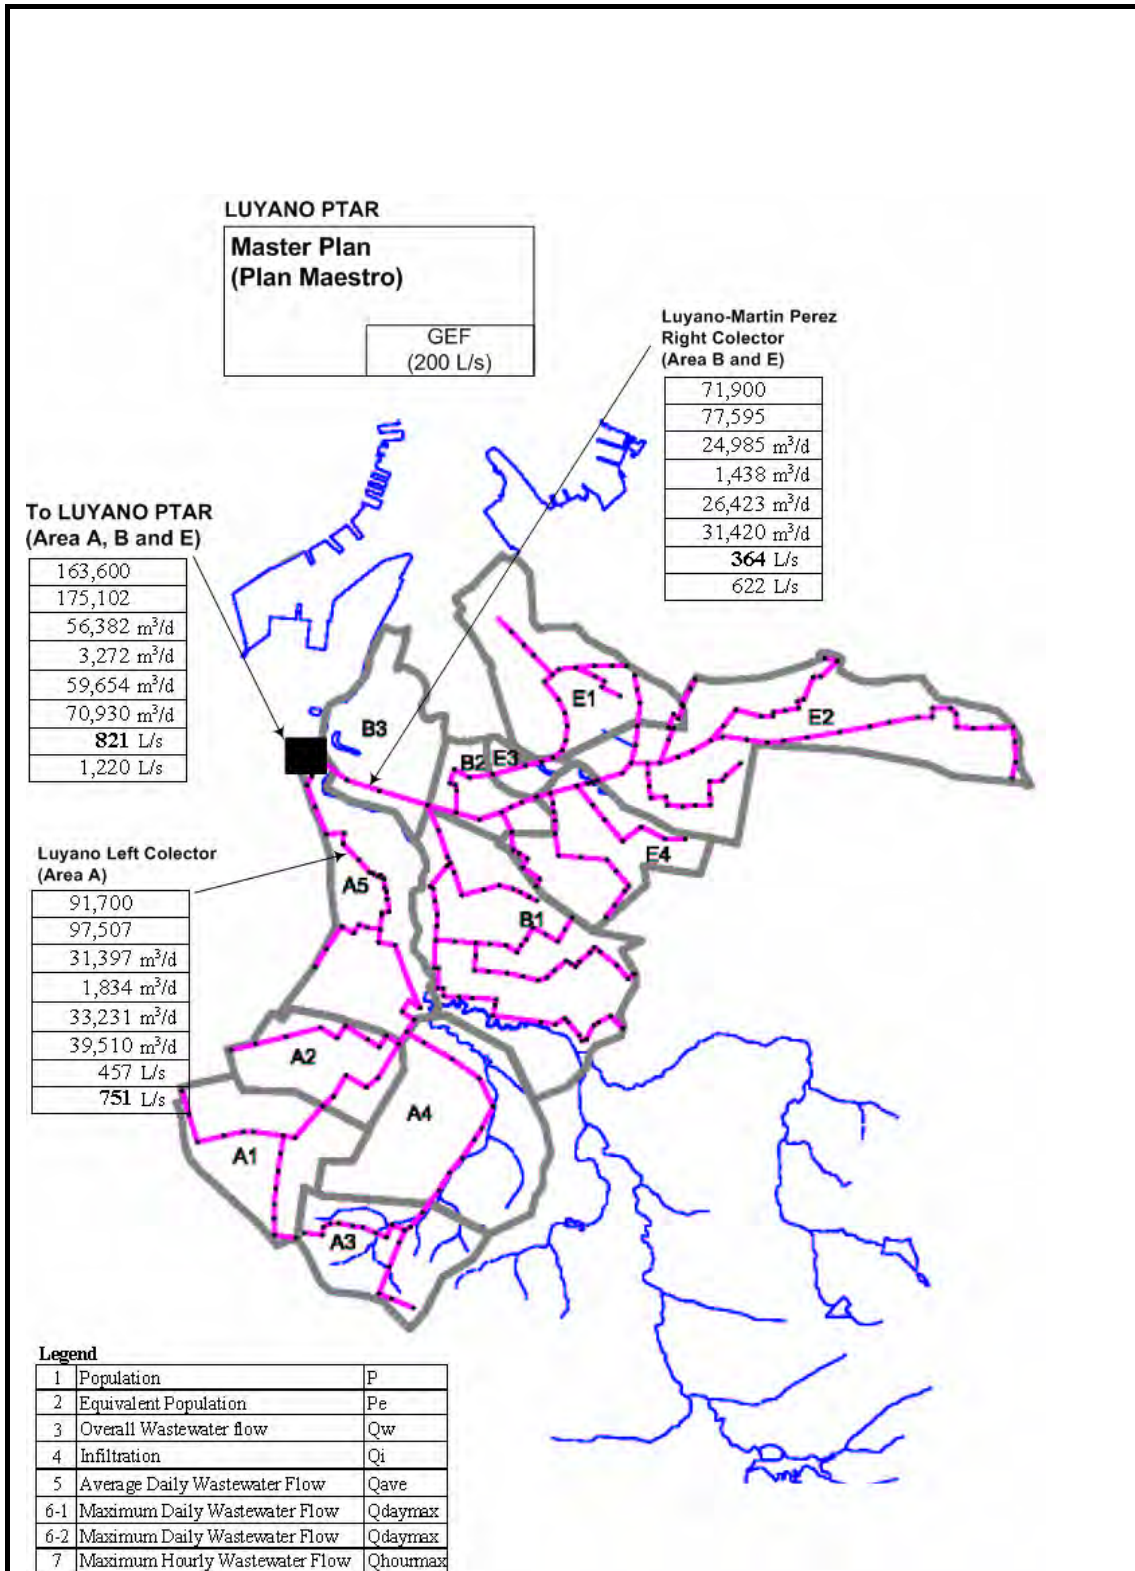 LUYANO PTAR
Master Plan
(Plan Maestro)
GEF
(200 L/s)
Luyano-Martin Perez
Right Colector
(Area B and E)
71,900
77,595
24,985 m³/d
1,438 m³/d
26,423 m³/d
31,420 m³/d
364 L/s
622 L/s
To LUYANO PTAR
(Area A, B and E)
163,600
175,102
56,382 m³/d
3,272 m³/d
59,654 m³/d
70,930 m³/d
821 L/s
1,220 L/s
E1
E2
B3
B2
E3
E4
Luyano Left Colector
(Area A)
91,700
97,507
31,397 m³/d
1,834 m³/d
33,231 m³/d
39,510 m³/d
457 L/s
751 L/s
A5
B1
A2
A4
A1
A3
Legend
1 Population P
2 Equivalent Population Pe
3 Overall Wastewater flow Qw
4 Infiltration Qi
5 Average Daily Wastewater Flow Qave
6-1 Maximum Daily Wastewater Flow Qdaymax
6-2 Maximum Daily Wastewater Flow Qdaymax
7 Maximum Hourly Wastewater Flow Qhourmax